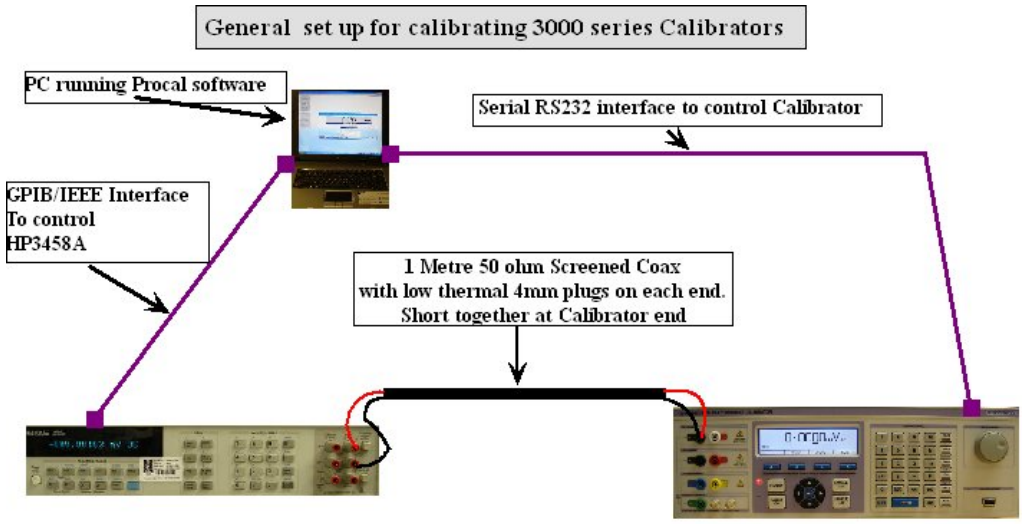 General set up for calibrating 3000 series Calibrators
PC running Procal software
Serial RS232 interface to control Calibrator
GPIB/IEEE Interface
To control
HP3458A
1 Metre 50 ohm Screened Coax
with low thermal 4mm plugs on each end.
Short together at Calibrator end